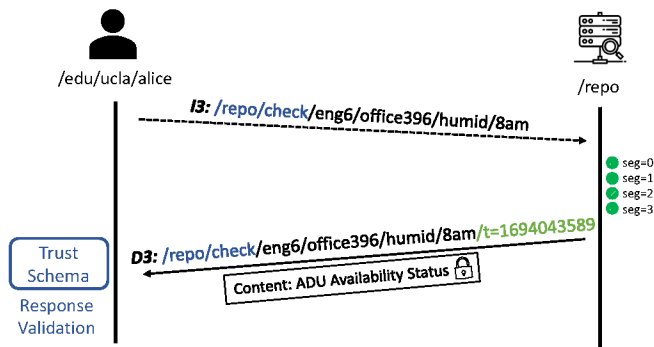 /edu/ucla/alice
/repo
I3: /repo/check/eng6/office396/humid/8am
seg=0
seg=1
seg=2
seg=3
D3: /repo/check/eng6/office396/humid/8am/t=1694043589
Content: ADU Availability Status
Trust
Schema
Response
Validation